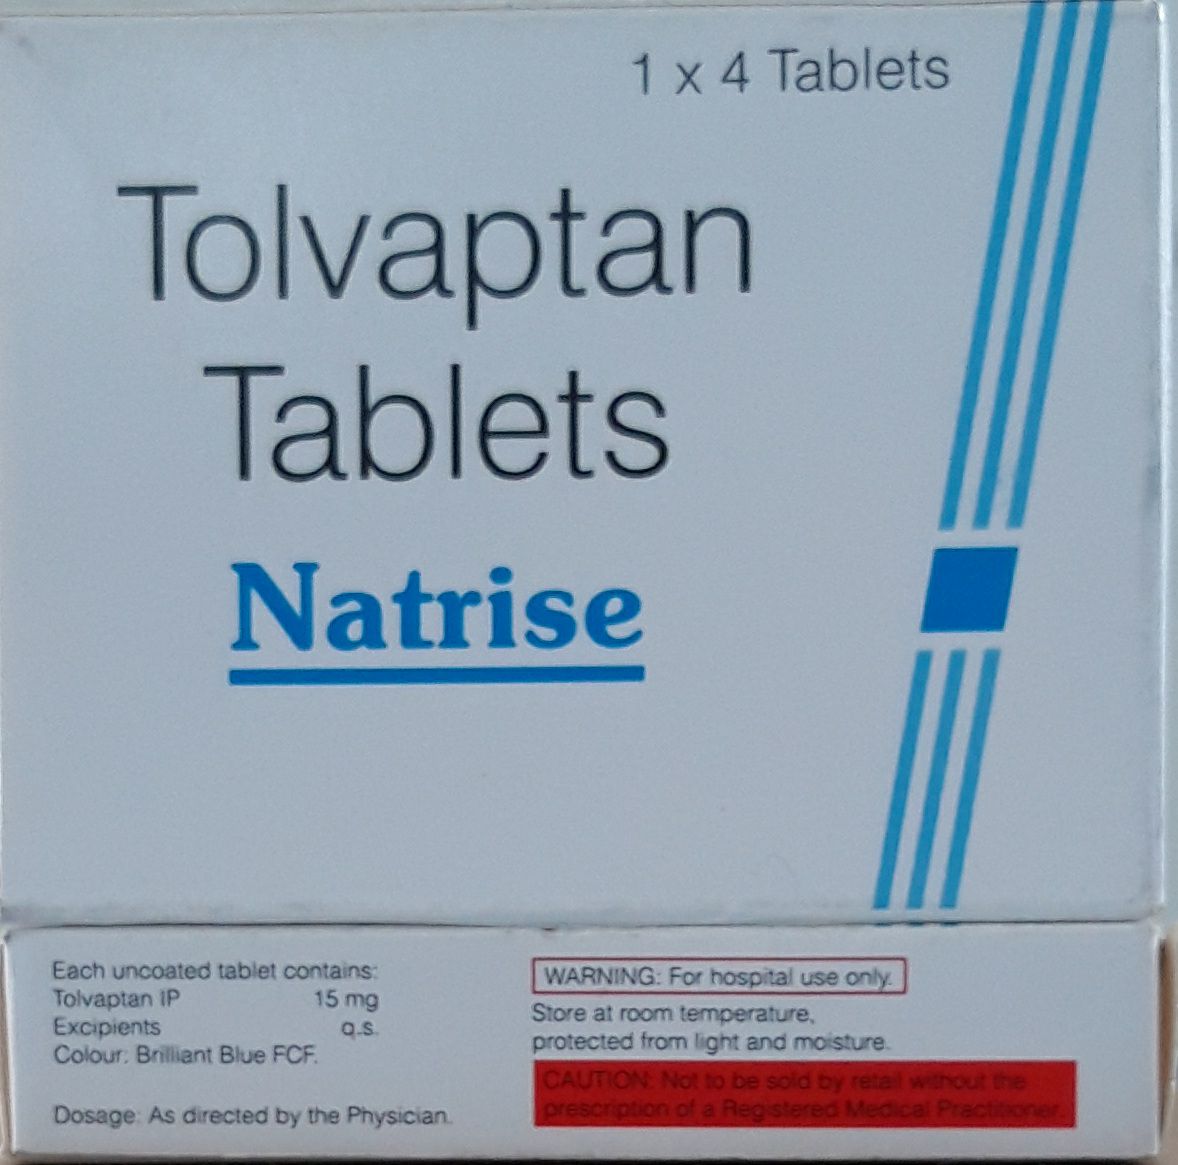 1 x 4 Tablets
Tolvaptan
Tablets
Natrise
Each uncoated tablet contains:
Tolvaptan IP 15 mg
Excipients q.s.
Colour: Brilliant Blue FCF.
Dosage: As directed by the Physician.
WARNING: For hospital use only.
Store at room temperature,
protected from light and moisture.
CAUTION: Not to be sold by retail without the
prescription of a Registered Medical Practitioner.